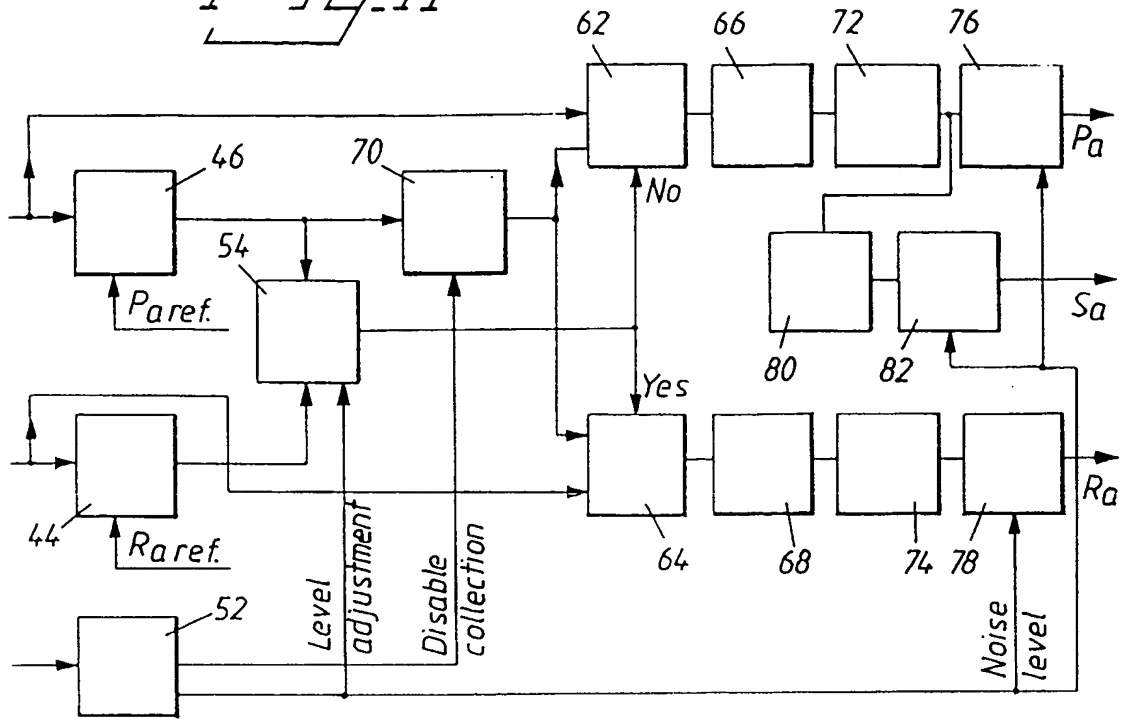 62 66 72 76
Pa
46 70
No
54
Pa ref.
Sa
80 82
Yes
Ra
44
Ra ref.
64 68 74 78
52
Level
adjustment
Disable
collection
Noise
level